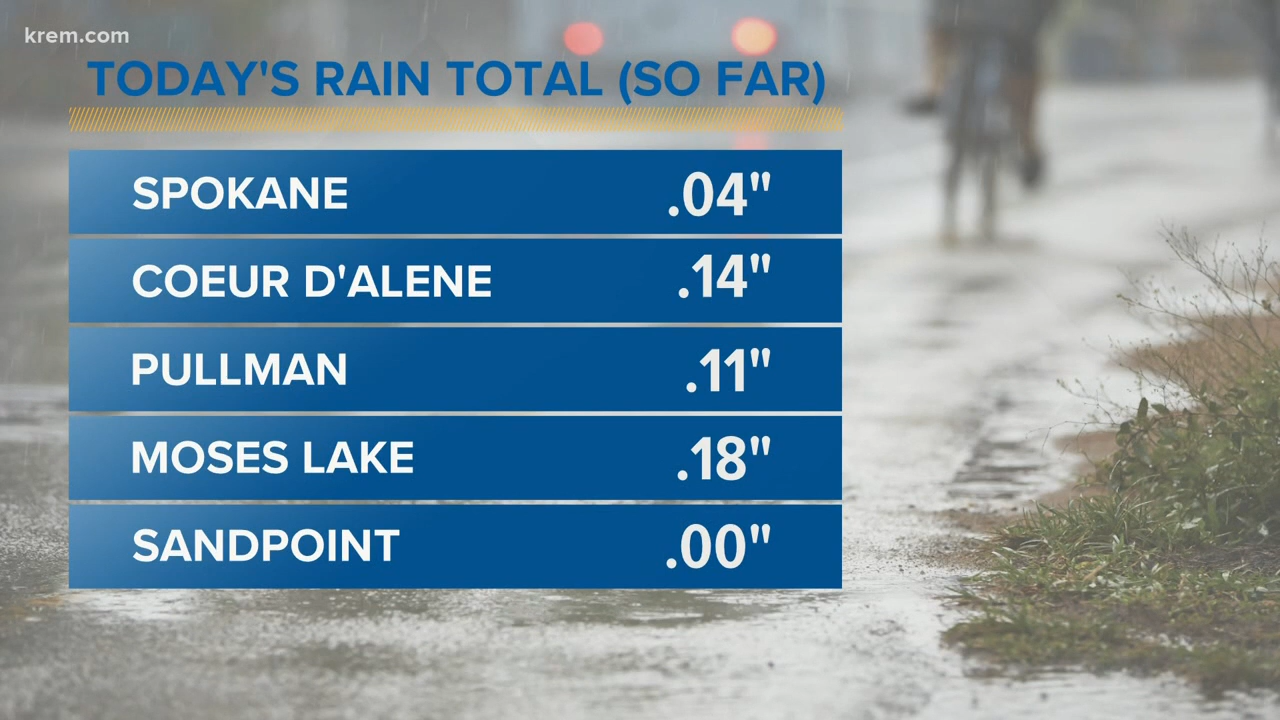 krem.com
TODAY'S RAIN TOTAL (SO FAR)
SPOKANE .04"
COEUR D'ALENE .14"
PULLMAN .11"
MOSES LAKE .18"
SANDPOINT .00"